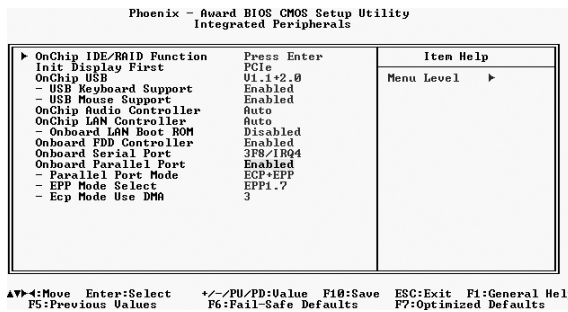 Phoenix - Award BIOS CMOS Setup Utility
Integrated Peripherals
▶ OnChip IDE/RAID Function Press Enter
Init Display First PCIe
OnChip USB V1.1+2.0
- USB Keyboard Support Enabled
- USB Mouse Support Enabled
OnChip Audio Controller Auto
OnChip LAN Controller Auto
- Onboard LAN Boot ROM Disabled
Onboard FDD Controller Enabled
Onboard Serial Port 3F8/IRQ4
Onboard Parallel Port Enabled
- Parallel Port Mode ECP+EPP
- EPP Mode Select EPP1.7
- Ecp Mode Use DMA 3
Item Help
Menu Level ▶
▲▼▶◀:Move Enter:Select +/-/PU/PD:Value F10:Save ESC:Exit F1:General Hel
F5:Previous Values F6:Fail-Safe Defaults F7:Optimized Defaults